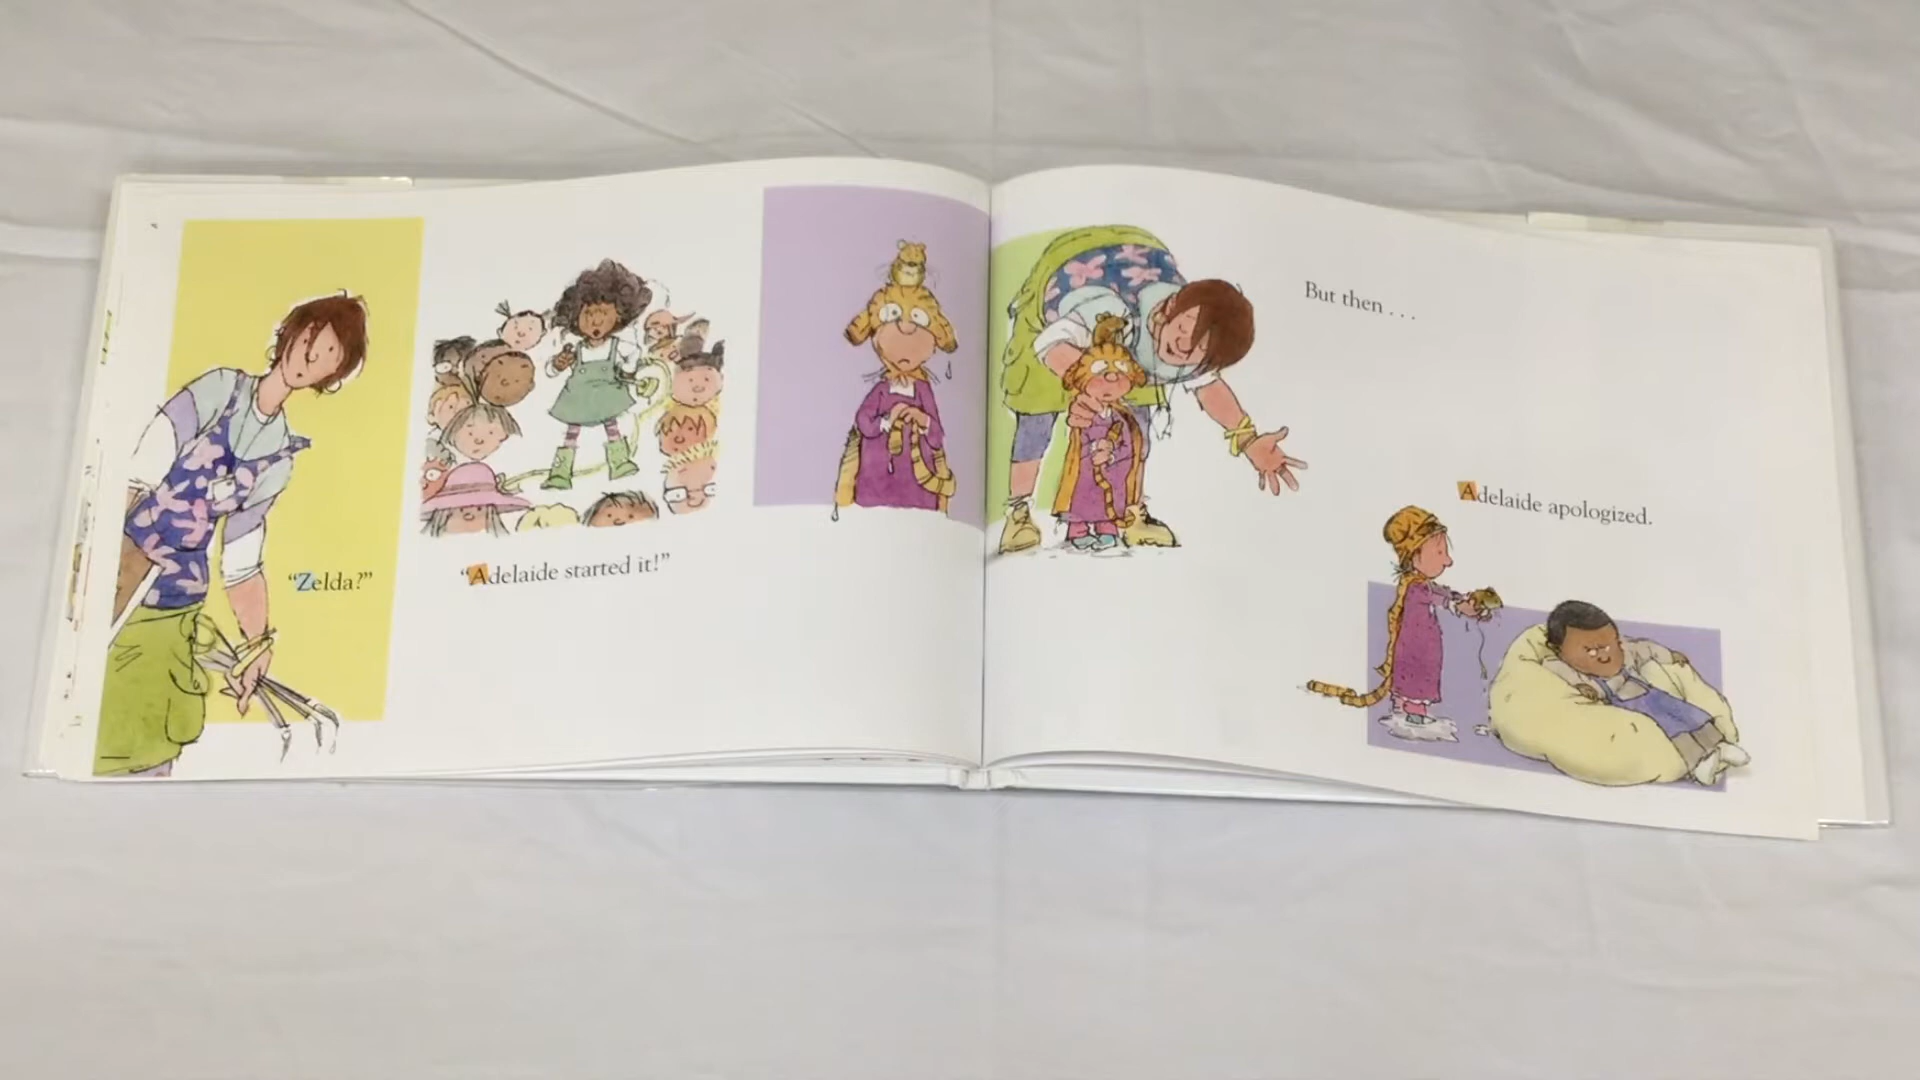 “Zelda?”
“Adelaide started it!”
But then . . .
Adelaide apologized.